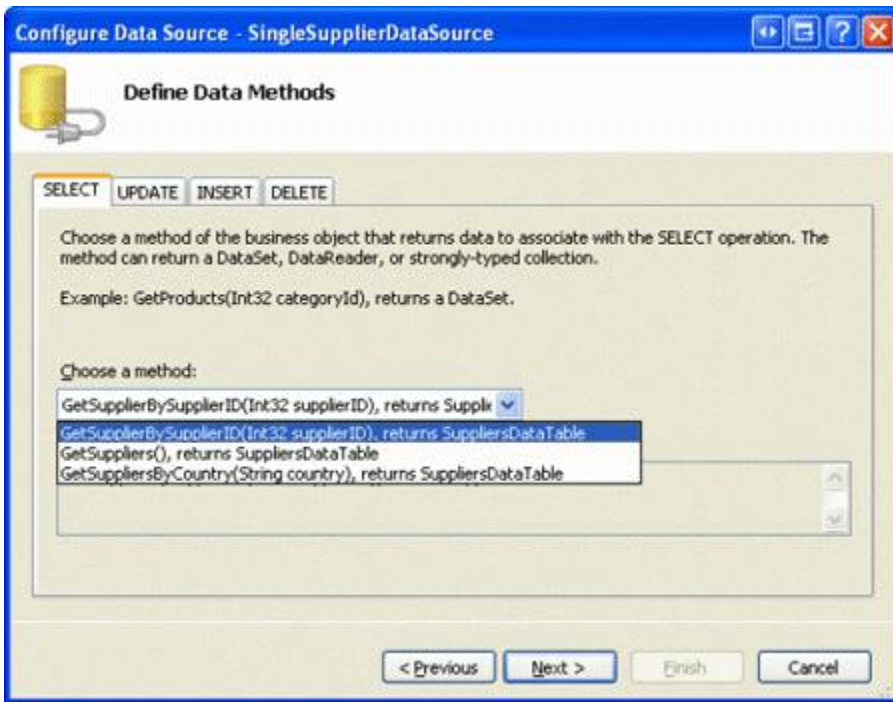 Configure Data Source - SingleSupplierDataSource
Define Data Methods
SELECT UPDATE INSERT DELETE
Choose a method of the business object that returns data to associate with the SELECT operation. The
method can return a DataSet, DataReader, or strongly-typed collection.
Example: GetProducts(Int32 categoryId), returns a DataSet.
Choose a method:
GetSupplierBySupplierID(Int32 supplierID), returns Supplie
GetSupplierBySupplierID(Int32 supplierID), returns SuppliersDataTable
GetSuppliers(), returns SuppliersDataTable
GetSuppliersByCountry(String country), returns SuppliersDataTable
< Previous Next > Finish Cancel